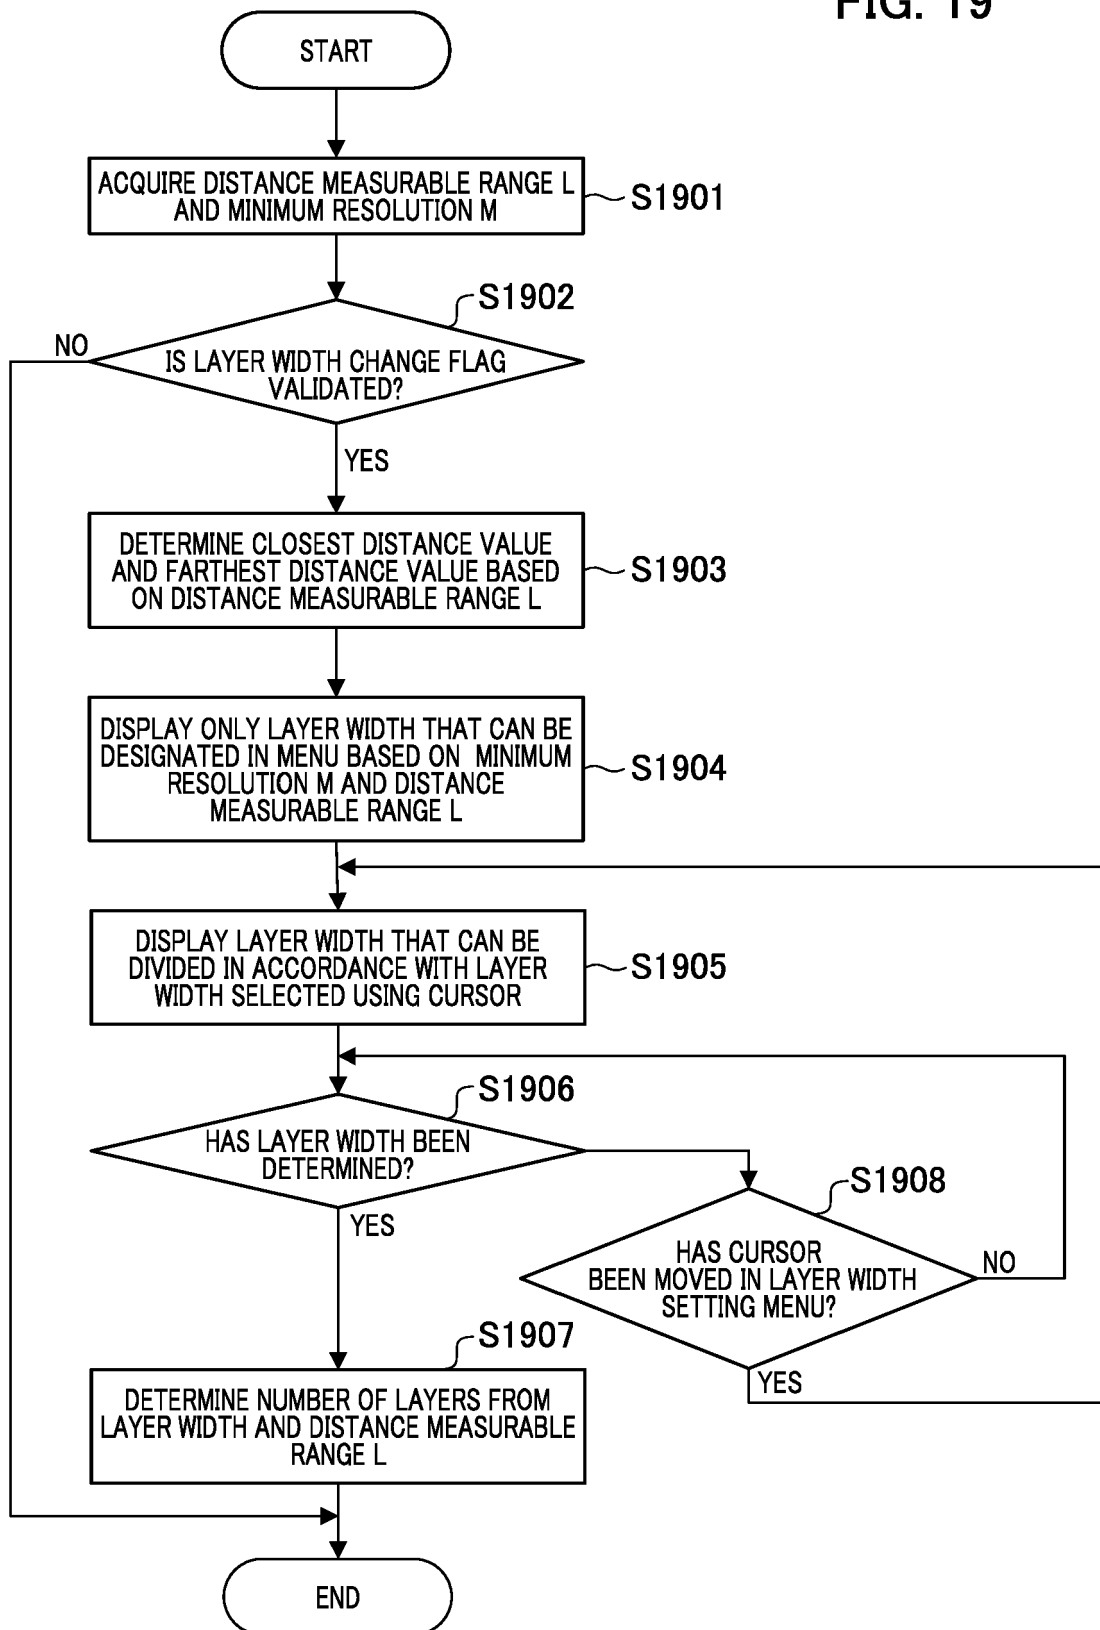 FIG. 19
START
ACQUIRE DISTANCE MEASURABLE RANGE L
AND MINIMUM RESOLUTION M
S1901
S1902
NO
IS LAYER WIDTH CHANGE FLAG
VALIDATED?
YES
DETERMINE CLOSEST DISTANCE VALUE
AND FARTHEST DISTANCE VALUE BASED
ON DISTANCE MEASURABLE RANGE L
S1903
DISPLAY ONLY LAYER WIDTH THAT CAN BE
DESIGNATED IN MENU BASED ON MINIMUM
RESOLUTION M AND DISTANCE
MEASURABLE RANGE L
S1904
DISPLAY LAYER WIDTH THAT CAN BE
DIVIDED IN ACCORDANCE WITH LAYER
WIDTH SELECTED USING CURSOR
S1905
S1906
HAS LAYER WIDTH BEEN
DETERMINED?
YES
S1908
HAS CURSOR
BEEN MOVED IN LAYER WIDTH
SETTING MENU?
NO
YES
S1907
DETERMINE NUMBER OF LAYERS FROM
LAYER WIDTH AND DISTANCE MEASURABLE
RANGE L
END